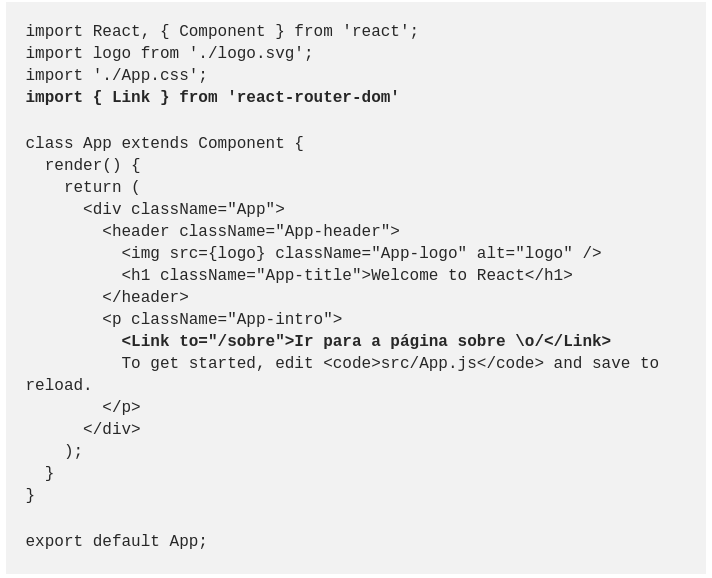 import React, { Component } from 'react';
import logo from './logo.svg';
import './App.css';
import { Link } from 'react-router-dom'

class App extends Component {
  render() {
    return (
      <div className="App">
        <header className="App-header">
          <img src={logo} className="App-logo" alt="logo" />
          <h1 className="App-title">Welcome to React</h1>
        </header>
        <p className="App-intro">
          <Link to="/sobre">Ir para a página sobre \o/</Link>
          To get started, edit <code>src/App.js</code> and save to
reload.
        </p>
      </div>
    );
  }
}

export default App;